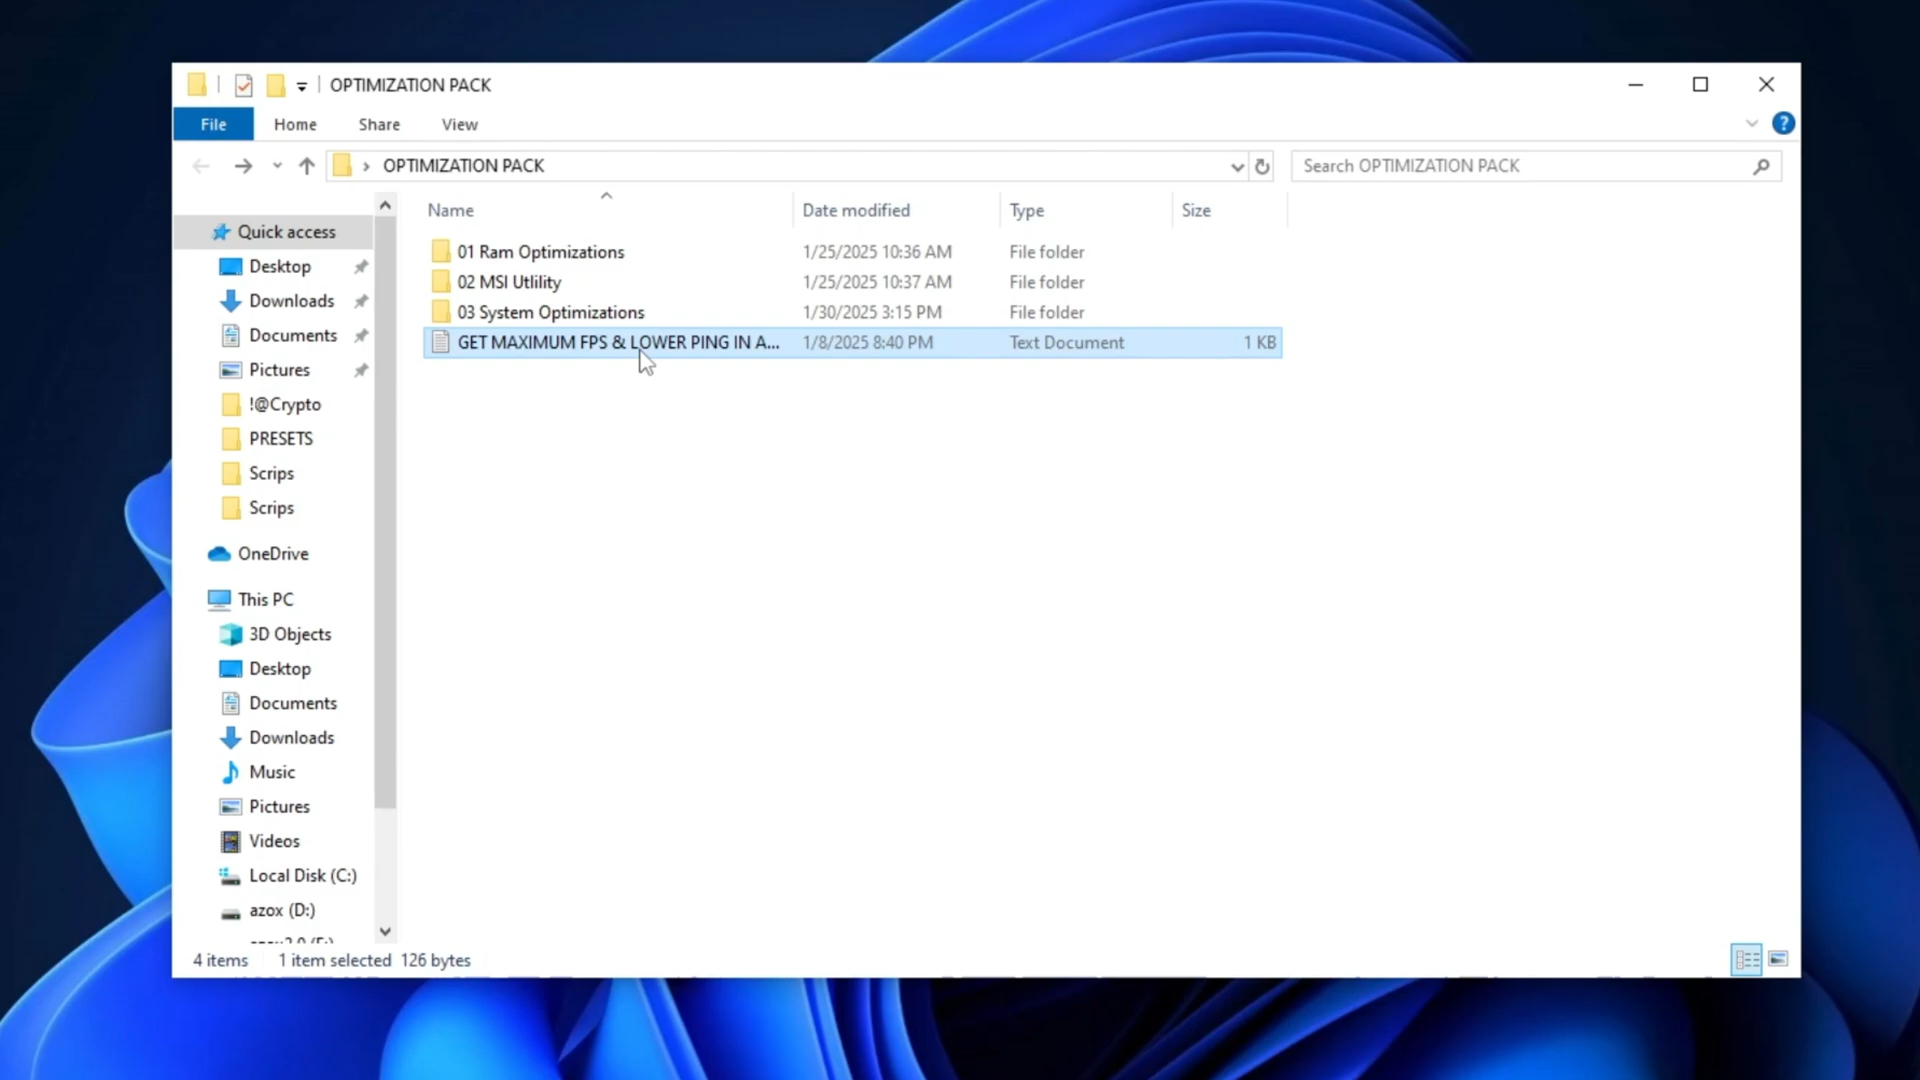 OPTIMIZATION PACK
File Home Share View
OPTIMIZATION PACK
Search OPTIMIZATION PACK
Name Date modified Type Size
Quick access
Desktop
Downloads
Documents
Pictures
!@Crypto
PRESETS
Scrips
Scrips
OneDrive
This PC
3D Objects
Desktop
Documents
Downloads
Music
Pictures
Videos
Local Disk (C:)
azox (D:)
01 Ram Optimizations 1/25/2025 10:36 AM File folder
02 MSI Utlility 1/25/2025 10:37 AM File folder
03 System Optimizations 1/30/2025 3:15 PM File folder
GET MAXIMUM FPS & LOWER PING IN A... 1/8/2025 8:40 PM Text Document 1 KB
4 items 1 item selected 126 bytes